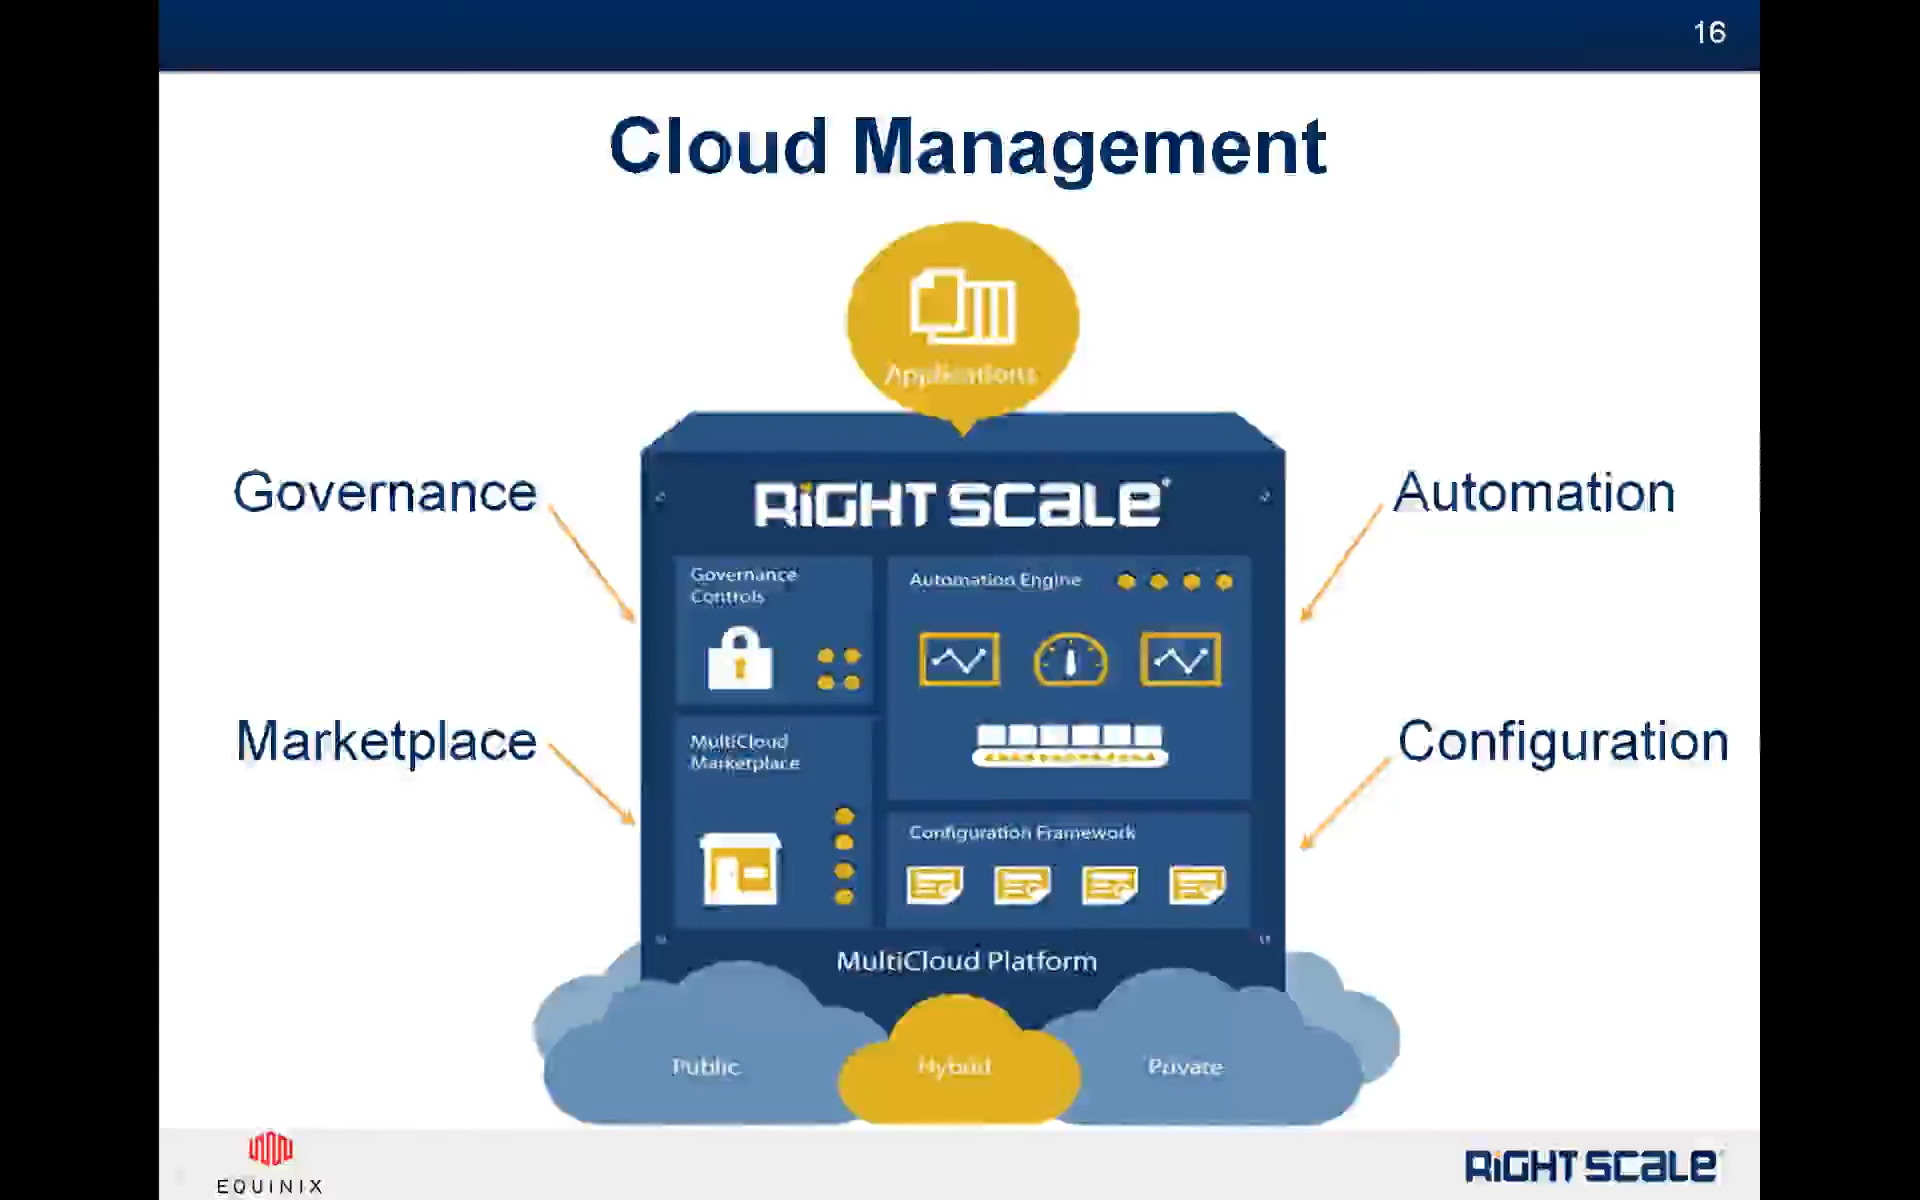 16
Cloud Management
Applications
Governance
Automation
RIGHTSCALE
Governance
Controls
Automation Engine
Marketplace
Configuration
MultiCloud
Marketplace
Configuration Framework
MultiCloud Platform
Public
Hybrid
Private
EQUINIX
RIGHTSCALE